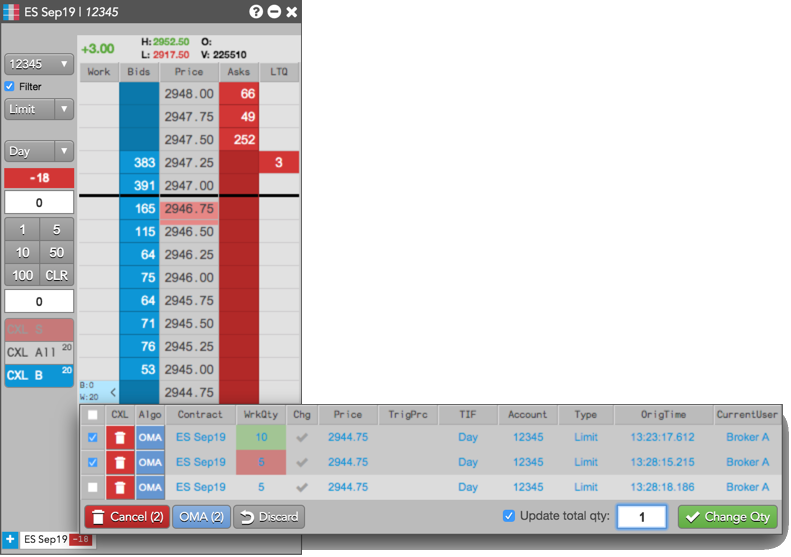 ES Sep19 | 12345
+3.00 H: 2952.50 O:
L: 2917.50 V: 225510
12345
Filter
Limit
Day
-18
0
1 5
10 50
100 CLR
0
CXL S
CXL All 20
CXL B 20
Work Bids Price Asks LTQ
2948.00 66
2947.75 49
2947.50 252
383 2947.25 3
391 2947.00
165 2946.75
115 2946.50
64 2946.25
75 2946.00
64 2945.75
71 2945.50
76 2945.25
53 2945.00
B:0
W:20 2944.75
CXL Algo Contract WrkQty Chg Price TrigPrc TIF Account Type OrigTime CurrentUser
OMA ES Sep19 10 2944.75 Day 12345 Limit 13:23:17.612 Broker A
OMA ES Sep19 5 2944.75 Day 12345 Limit 13:28:15.215 Broker A
OMA ES Sep19 5 2944.75 Day 12345 Limit 13:28:18.186 Broker A
Cancel (2) OMA (2) Discard Update total qty: 1 Change Qty
ES Sep19 -18